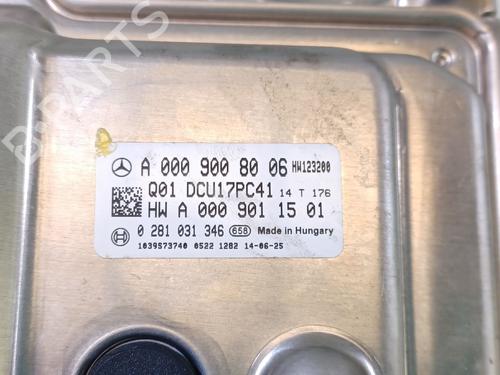 A 000 900 80 06 HW123200
Q01 DCU17PC41 14 T 176
HW A 000 901 15 01
0 281 031 346 658 Made in Hungary
1039S73740 0522 1282 14-06-25
B-PARTS